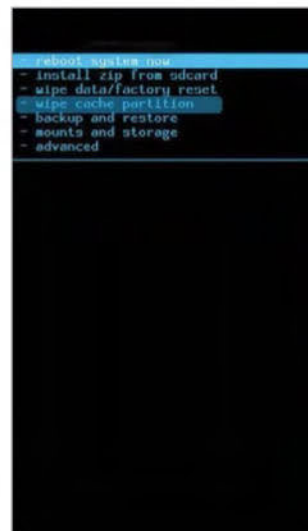 - reboot system now
- install zip from sdcard
- wipe data/factory reset
- wipe cache partition
- backup and restore
- mounts and storage
- advanced